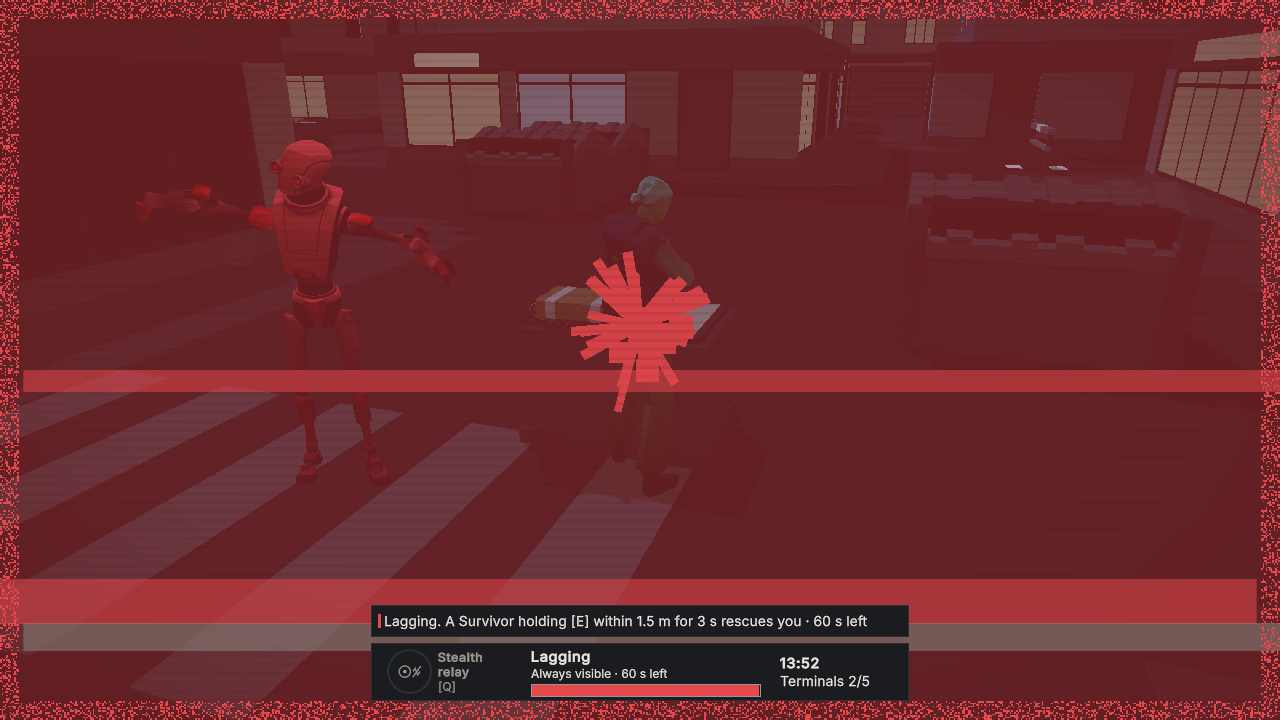 Lagging. A Survivor holding [E] within 1.5 m for 3 s rescues you · 60 s left
Stealth
relay
[Q]
Lagging
Always visible · 60 s left
13:52
Terminals 2/5